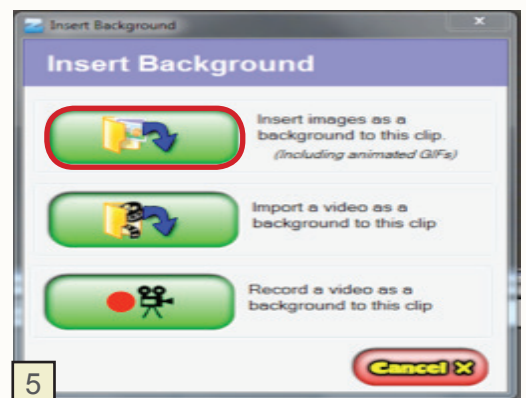 Insert Background
Insert Background
Insert images as a
background to this clip.
(Including animated GIFs)
Import a video as a
background to this clip
Record a video as a
background to this clip
Cancel X
5